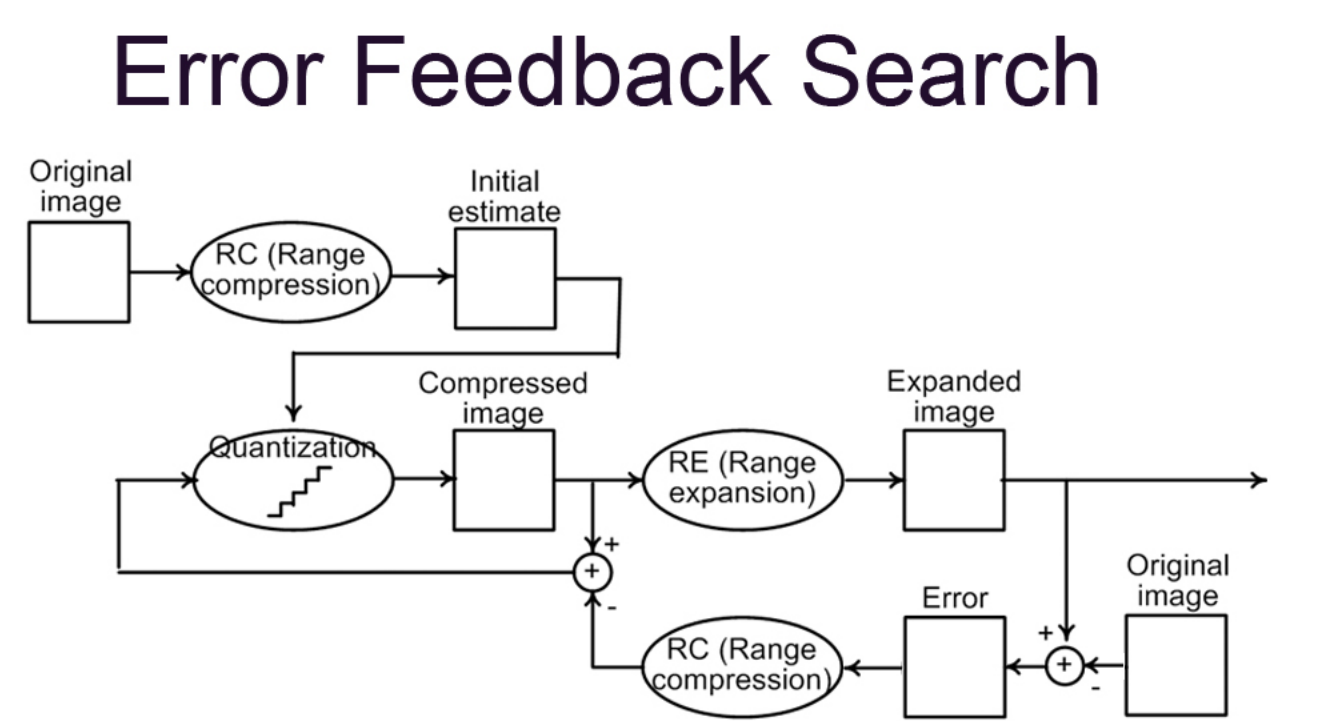 Error Feedback Search
Original
image
RC (Range
compression)
Initial
estimate
Quantization
Compressed
image
RE (Range
expansion)
Expanded
image
+
+
-
RC (Range
compression)
Error
+
+
-
Original
image